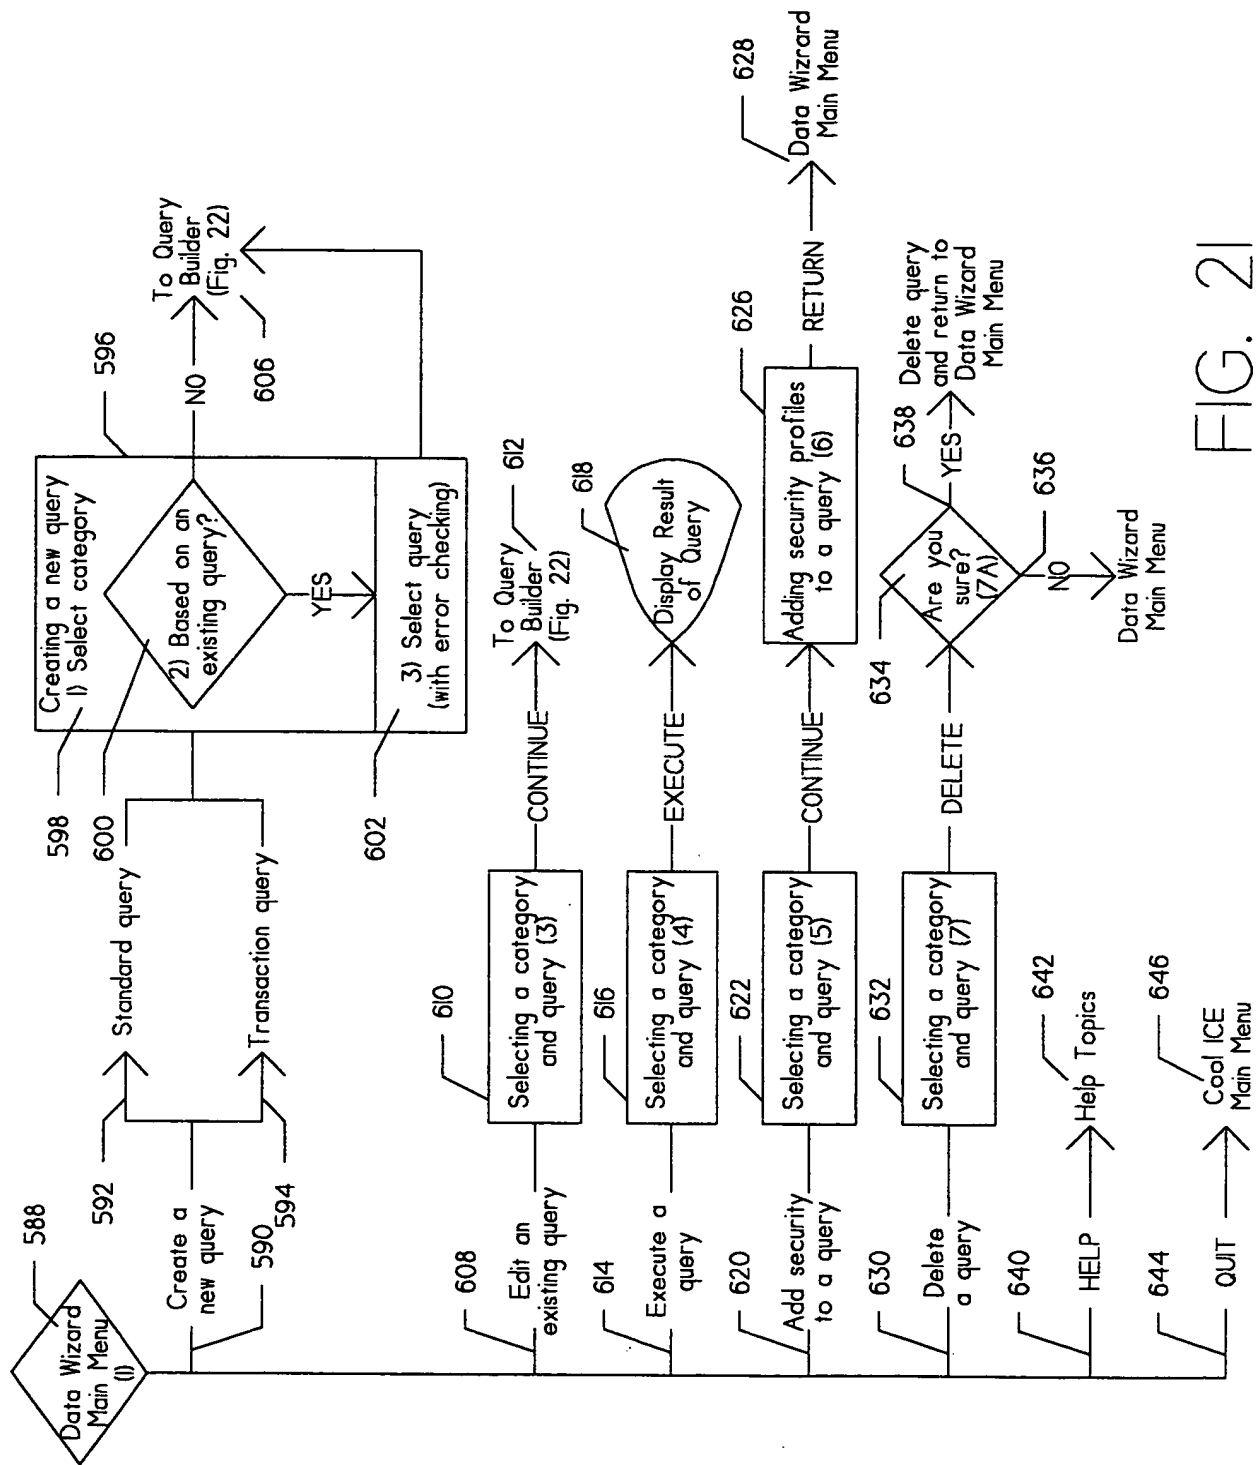 588
Data Wizard
Main Menu
(1)
Create a
new query
590
592
Standard query
594
Transaction query
596
Creating a new query
1) Select category
598
2) Based on an
existing query?
600
NO
To Query
Builder
(Fig. 22)
606
YES
3) Select query
(with error checking)
602
608
Edit an
existing query
610
Selecting a category
and query (3)
CONTINUE
To Query
Builder
(Fig. 22)
612
614
Execute a
query
616
Selecting a category
and query (4)
EXECUTE
Display Result
of Query
618
620
Add security
to a query
622
Selecting a category
and query (5)
CONTINUE
Adding security profiles
to a query (6)
626
RETURN
Data Wizrard
Main Menu
628
630
Delete
a query
632
Selecting a category
and query (7)
DELETE
634
Are you
sure?
(7A)
638
YES
Delete query
and return to
Data Wizard
Main Menu
636
NO
Data Wizard
Main Menu
640
HELP
642
Help Topics
644
QUIT
646
Cool ICE
Main Menu
FIG. 21